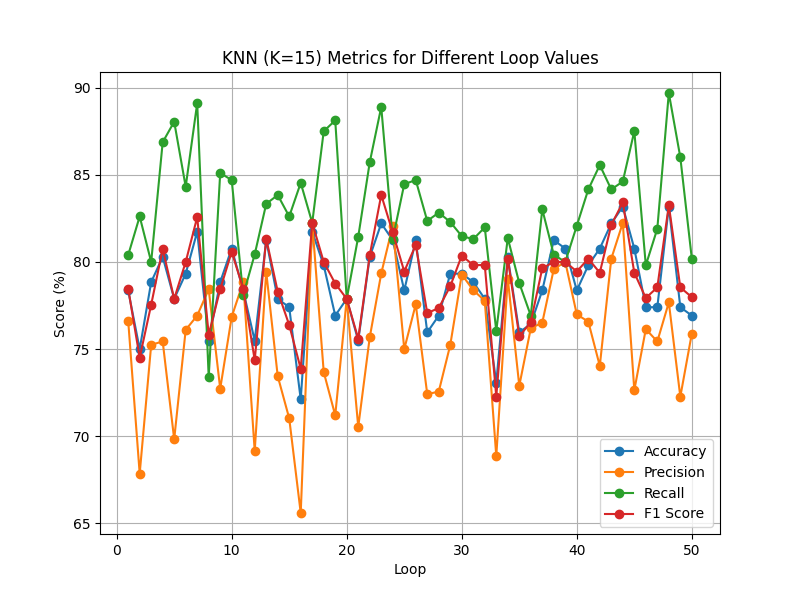 KNN (K=15) Metrics for Different Loop Values
90
85
80
75
70
65
Score (%)
0 10 20 30 40 50
Loop
Accuracy
Precision
Recall
F1 Score